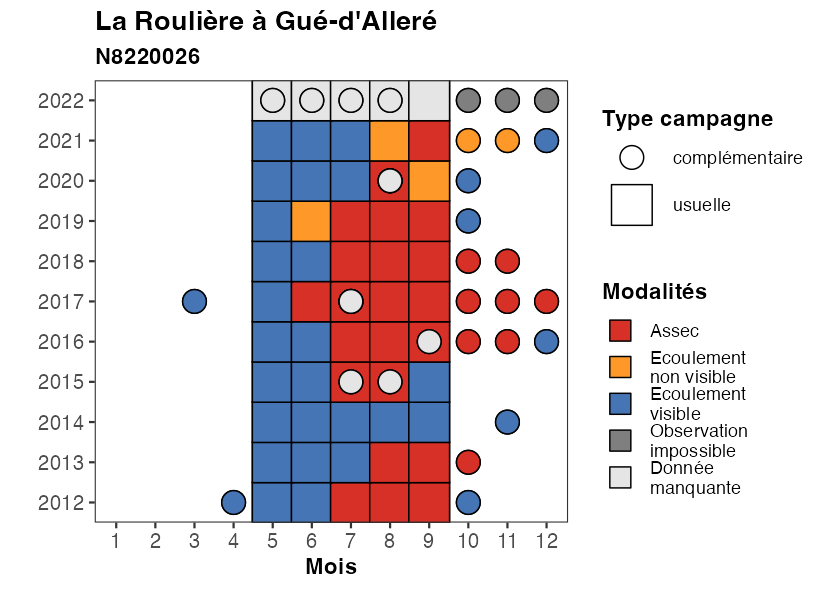 La Roulière à Gué-d'Alleré
N8220026
2022
2021
2020
2019
2018
2017
2016
2015
2014
2013
2012
1 2 3 4 5 6 7 8 9 10 11 12
Mois
Type campagne
complémentaire
usuelle
Modalités
Assec
Ecoulement
non visible
Ecoulement
visible
Observation
impossible
Donnée
manquante